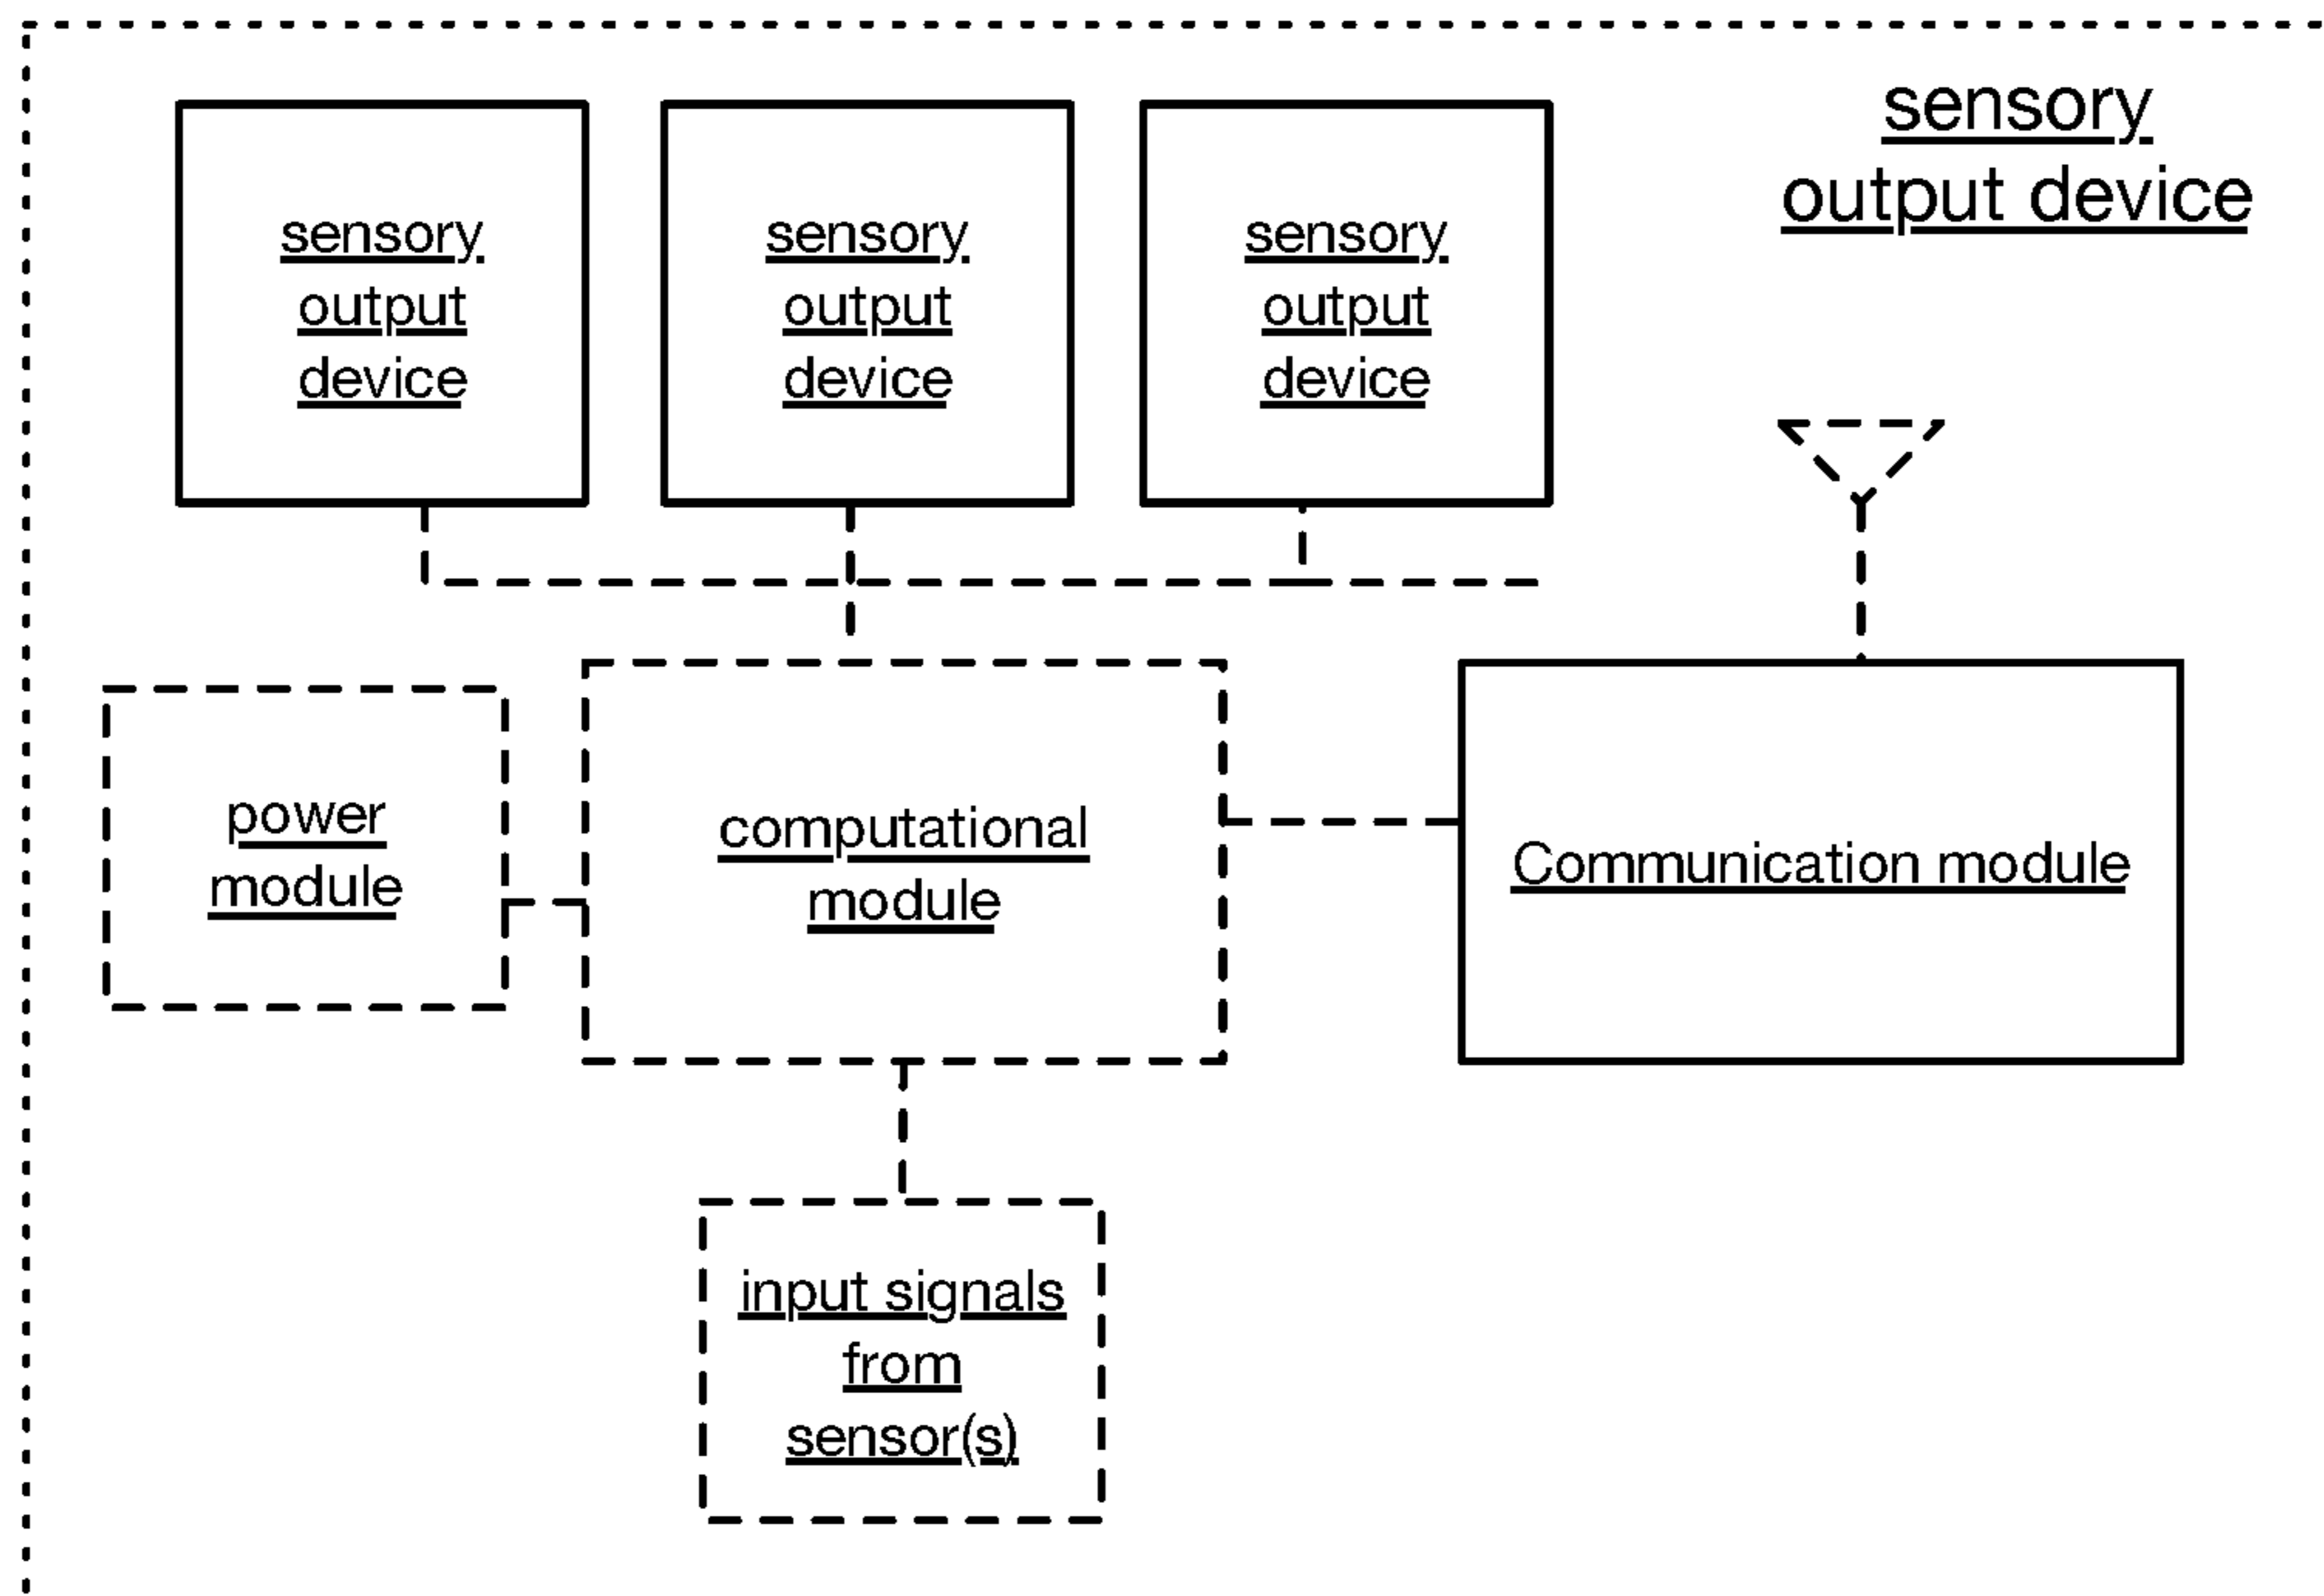 sensory
output device
sensory
output
device
sensory
output
device
sensory
output
device
power
module
computational
module
Communication module
input signals
from
sensor(s)